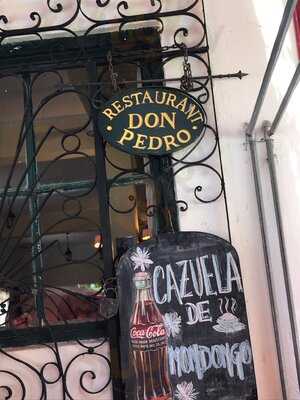 RESTAURANT
DON
PEDRO
CAZUELA
DE
Coca-Cola
MONDONGO